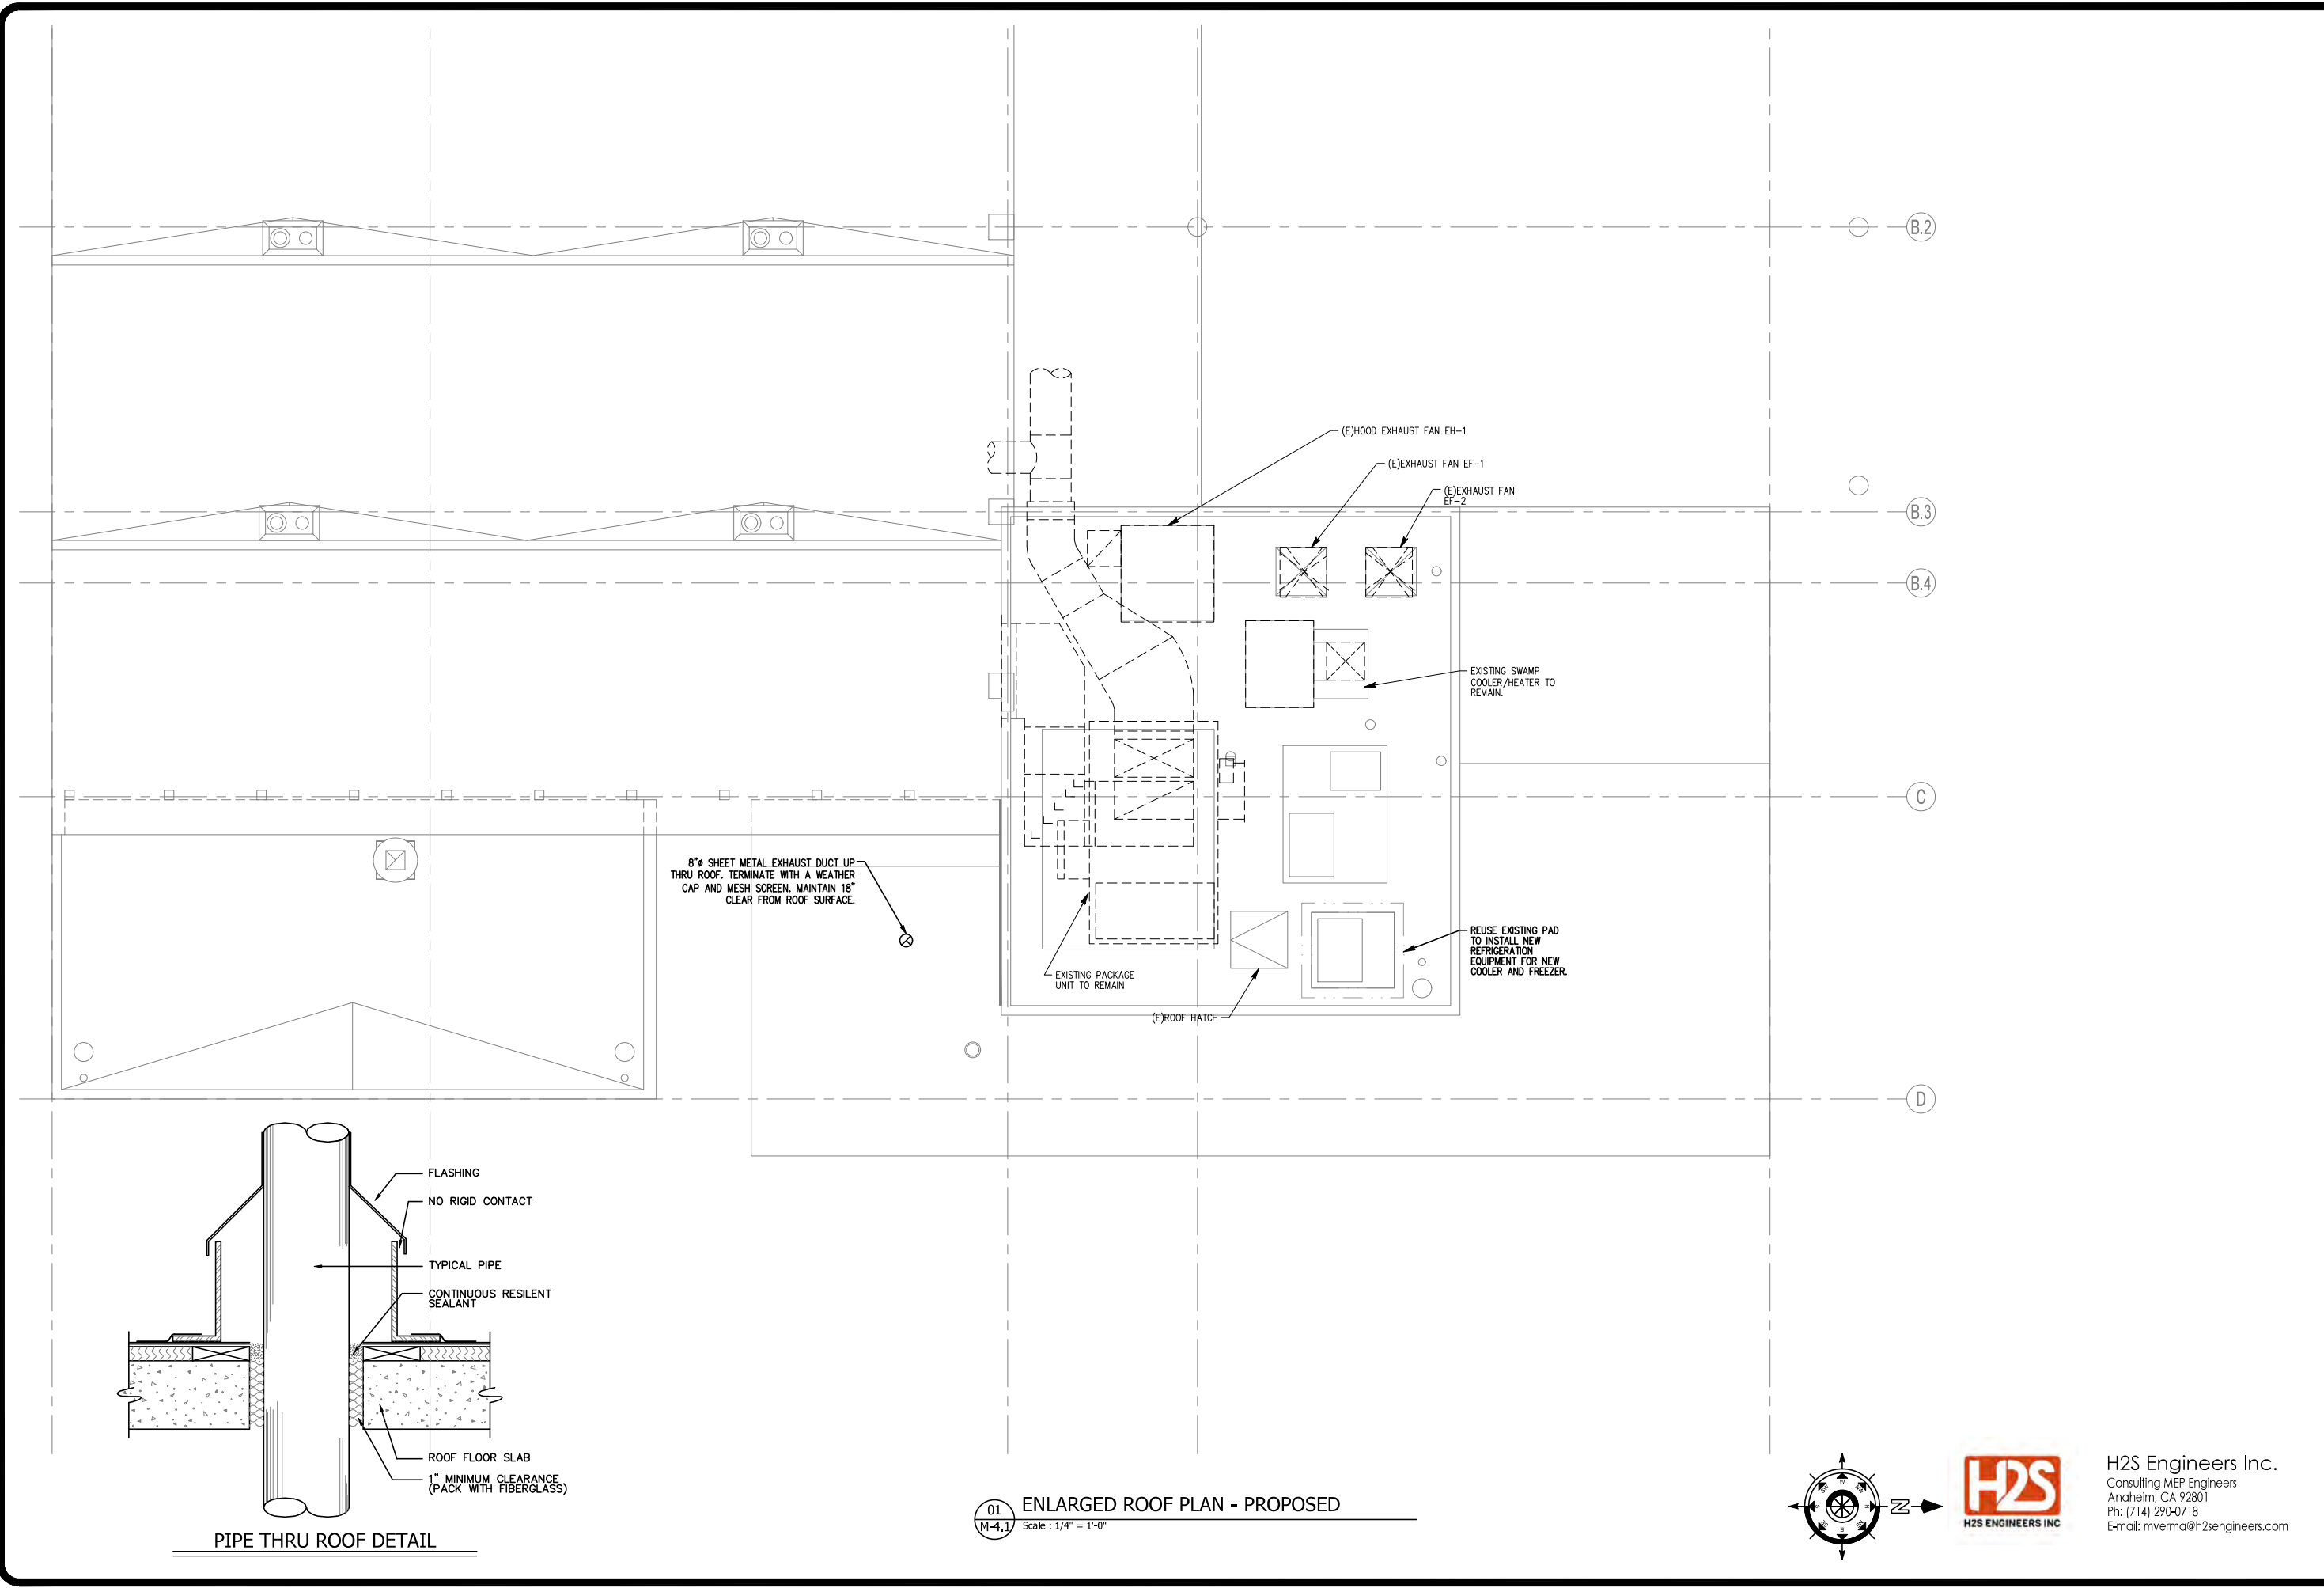 B.2
(E)HOOD EXHAUST FAN EH-1
(E)EXHAUST FAN EF-1
(E)EXHAUST FAN
EF-2
B.3
B.4
EXISTING SWAMP
COOLER/HEATER TO
REMAIN.
C
8"ø SHEET METAL EXHAUST DUCT UP
THRU ROOF. TERMINATE WITH A WEATHER
CAP AND MESH SCREEN. MAINTAIN 18"
CLEAR FROM ROOF SURFACE.
REUSE EXISTING PAD
TO INSTALL NEW
REFRIGERATION
EQUIPMENT FOR NEW
COOLER AND FREEZER.
EXISTING PACKAGE
UNIT TO REMAIN
(E)ROOF HATCH
D
FLASHING
NO RIGID CONTACT
TYPICAL PIPE
CONTINUOUS RESILENT
SEALANT
ROOF FLOOR SLAB
1" MINIMUM CLEARANCE
(PACK WITH FIBERGLASS)
PIPE THRU ROOF DETAIL
01
M-4.1
ENLARGED ROOF PLAN - PROPOSED
Scale : 1/4" = 1'-0"
N
H2S
H2S ENGINEERS INC
H2S Engineers Inc.
Consulting MEP Engineers
Anaheim, CA 92801
Ph: (714) 290-0718
E-mail: mverma@h2sengineers.com